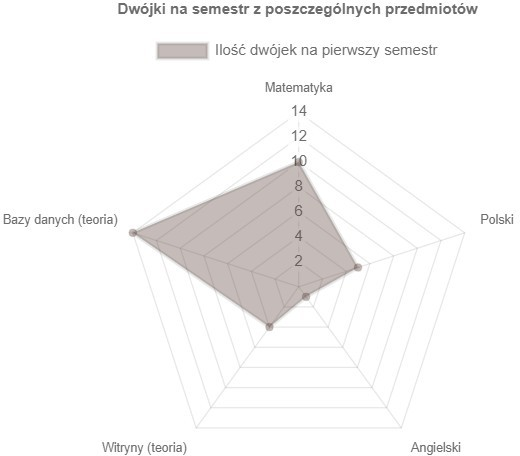 Dwójki na semestr z poszczególnych przedmiotów
Ilość dwójek na pierwszy semestr
Matematyka
14
12
10
8
6
4
2
Bazy danych (teoria)
Polski
Witryny (teoria)
Angielski